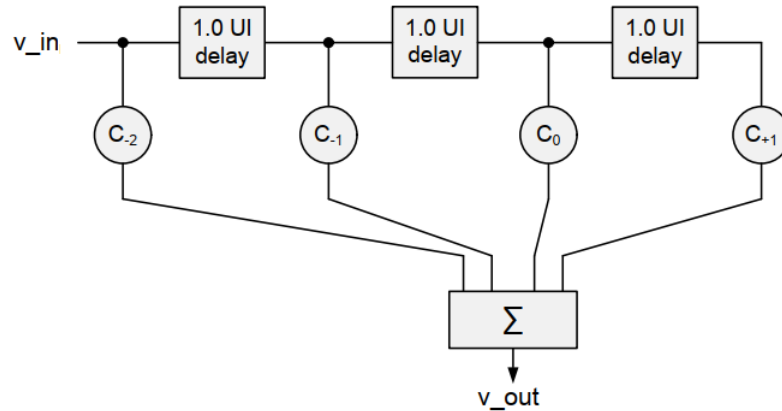 v_in
1.0 UI
delay
1.0 UI
delay
1.0 UI
delay
C-2
C-1
C0
C+1
Σ
v_out